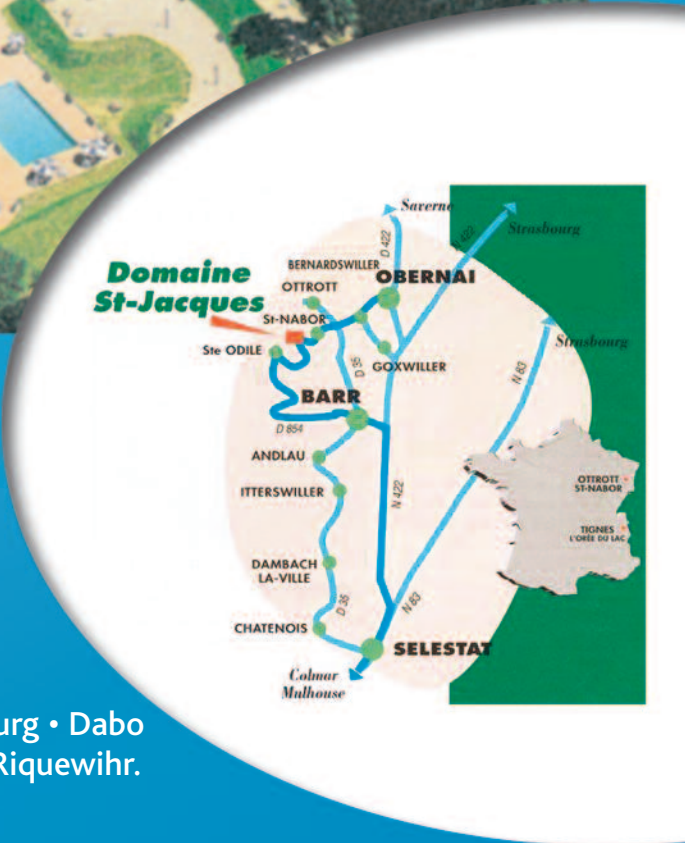 Saverne
D 422
N 422
Strasbourg
BERNARDSWILLER
OBERNAI
Domaine
St-Jacques
OTTROTT
St-NABOR
Ste ODILE
D 35
GOXWILLER
Strasbourg
N 83
BARR
D 854
ANDLAU
OTTROTT
ST-NABOR
ITTERSWILLER
N 422
TIGNES
L'ORÉE DU LAC
DAMBACH
LA-VILLE
D 35
N 83
CHATENOIS
SELESTAT
Colmar
Mulhouse
urg • Dabo
Riquewihr.